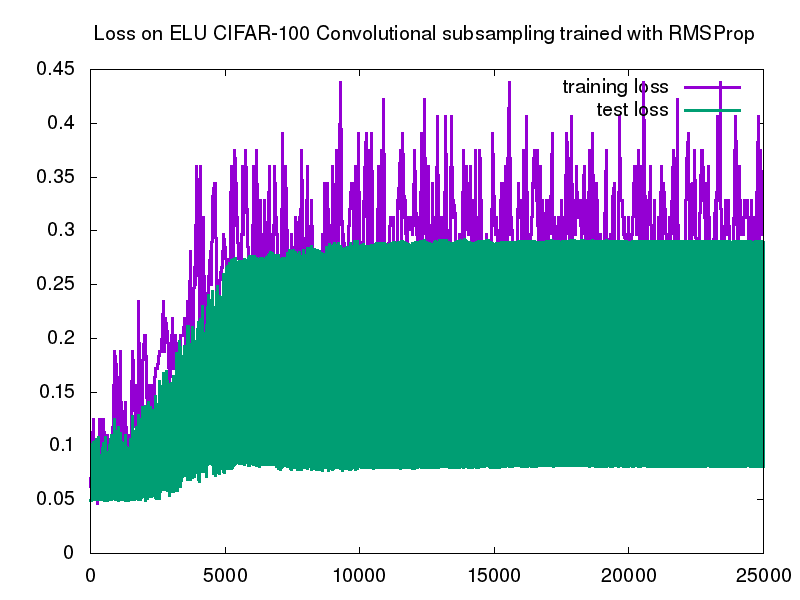 Loss on ELU CIFAR-100 Convolutional subsampling trained with RMSProp
0.45
training loss
test loss
0.4
0.35
0.3
0.25
0.2
0.15
0.1
0.05
0
0 5000 10000 15000 20000 25000